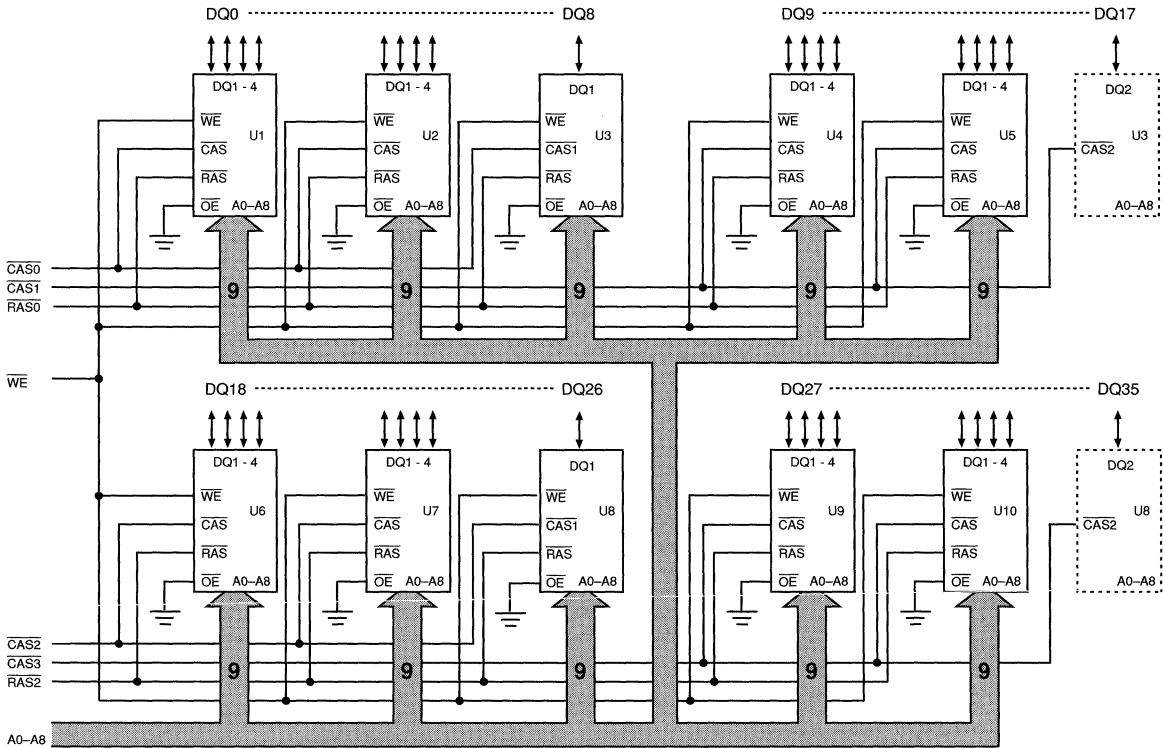 DQ0 DQ8 DQ9 DQ17
DQ1 - 4 DQ1 - 4 DQ1 DQ1 - 4 DQ1 - 4 DQ2
WE U1 WE U2 WE U3 WE U4 WE U5 U3
CAS CAS CAS1 CAS CAS CAS2
RAS RAS RAS RAS RAS
OE A0–A8 OE A0–A8 OE A0–A8 OE A0–A8 OE A0–A8 A0–A8
CAS0
CAS1
9 9 9 9 9
RAS0
WE
DQ18 DQ26 DQ27 DQ35
DQ1 - 4 DQ1 - 4 DQ1 DQ1 - 4 DQ1 - 4 DQ2
WE U6 WE U7 WE U8 WE U9 WE U10 U8
CAS CAS CAS1 CAS CAS CAS2
RAS RAS RAS RAS RAS
OE A0–A8 OE A0–A8 OE A0–A8 OE A0–A8 OE A0–A8 A0–A8
CAS2
CAS3
9 9 9 9 9
RAS2
A0–A8